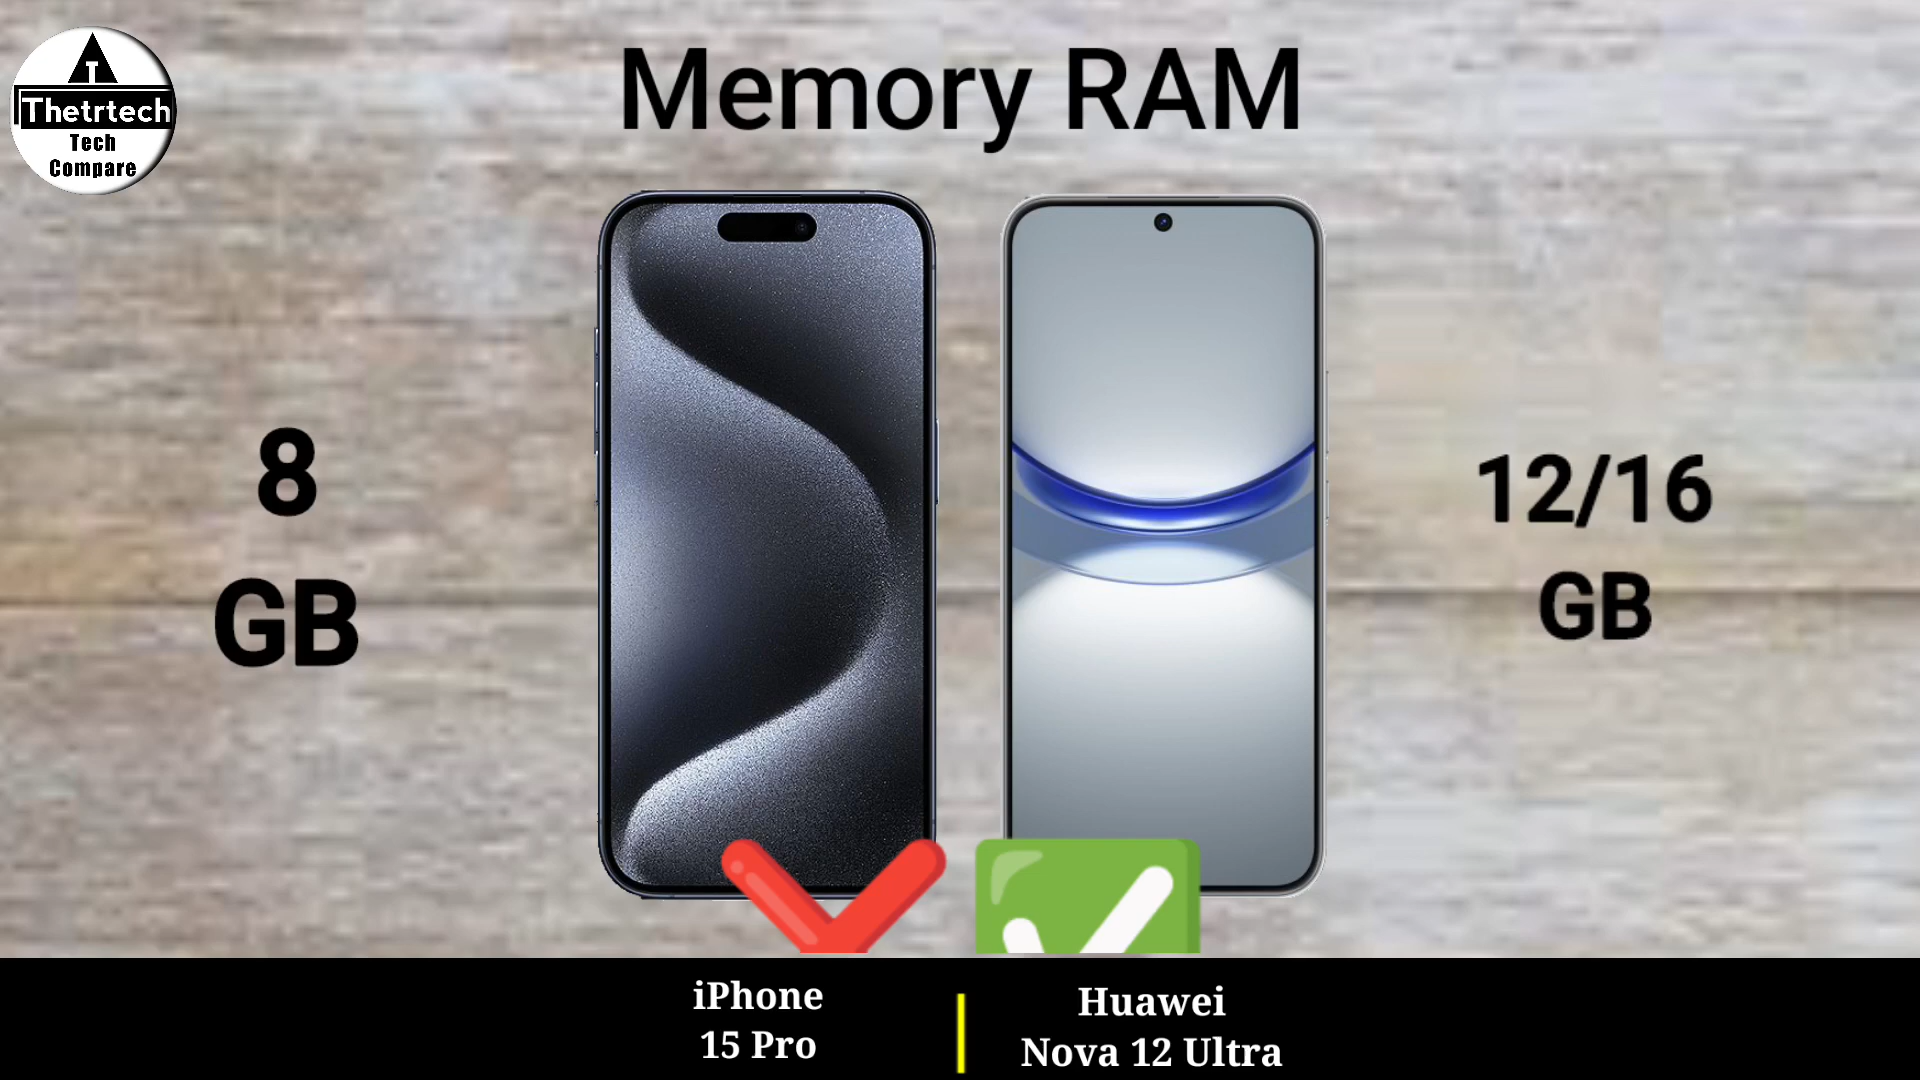 T
Thetrtech
Tech
Compare
Memory RAM
8
GB
12/16
GB
iPhone
15 Pro
Huawei
Nova 12 Ultra